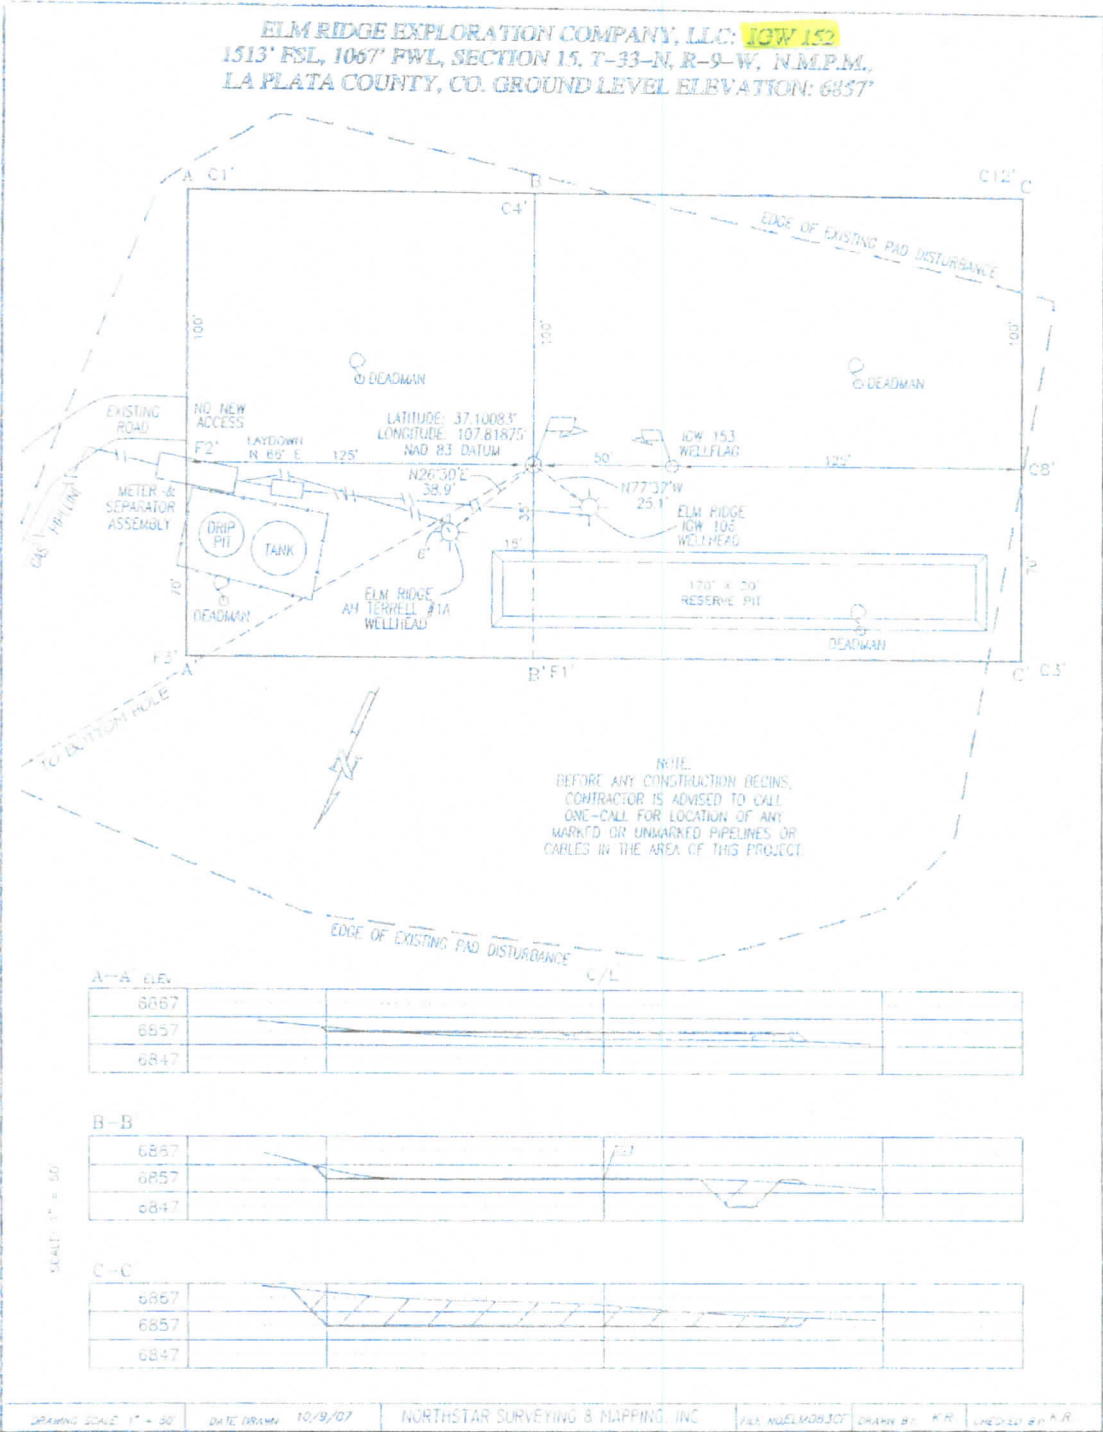 ELM RIDGE EXPLORATION COMPANY, LLC: IGW 152
1513' FSL, 1067' FWL, SECTION 15, T-33-N, R-9-W, N.M.P.M.,
LA PLATA COUNTY, CO. GROUND LEVEL ELEVATION: 6857'
A C1'
B
C12' C
C4'
EDGE OF EXISTING PAD DISTURBANCE
100'
100'
100'
DEADMAN
DEADMAN
EXISTING
ROAD
NO NEW
ACCESS
LATITUDE: 37.10083°
LONGITUDE: 107.81875°
NAD 83 DATUM
IGW 153
WELLFLAG
F2'
LAYDOWN
N 66° E
125'
50'
125'
C8'
N26°30'E
38.9'
N77°37'W
25.1'
METER &
SEPARATOR
ASSEMBLY
GAS PIPELINE
DRIP
PIT
TANK
6'
35'
ELM RIDGE
IGW 106
WELLHEAD
15'
70'
70'
DEADMAN
ELM RIDGE
AH TERRELL #1A
WELLHEAD
RESERVE PIT
DEADMAN
F3'
A'
B' F1'
C' C3'
TO BOTTOM HOLE
N
NOTE:
BEFORE ANY CONSTRUCTION BEGINS,
CONTRACTOR IS ADVISED TO CALL
ONE-CALL FOR LOCATION OF ANY
MARKED OR UNMARKED PIPELINES OR
CABLES IN THE AREA OF THIS PROJECT
EDGE OF EXISTING PAD DISTURBANCE
A-A' ELEV
C/L
6867
6857
6847
B-B'
6867
6857
6847
SCALE 1" = 50'
C-C'
6867
6857
6847
DRAWING SCALE 1" = 50'
DATE DRAWN 10/9/07
NORTHSTAR SURVEYING & MAPPING, INC
DRAWN BY: K.R.
CHECKED BY: K.R.